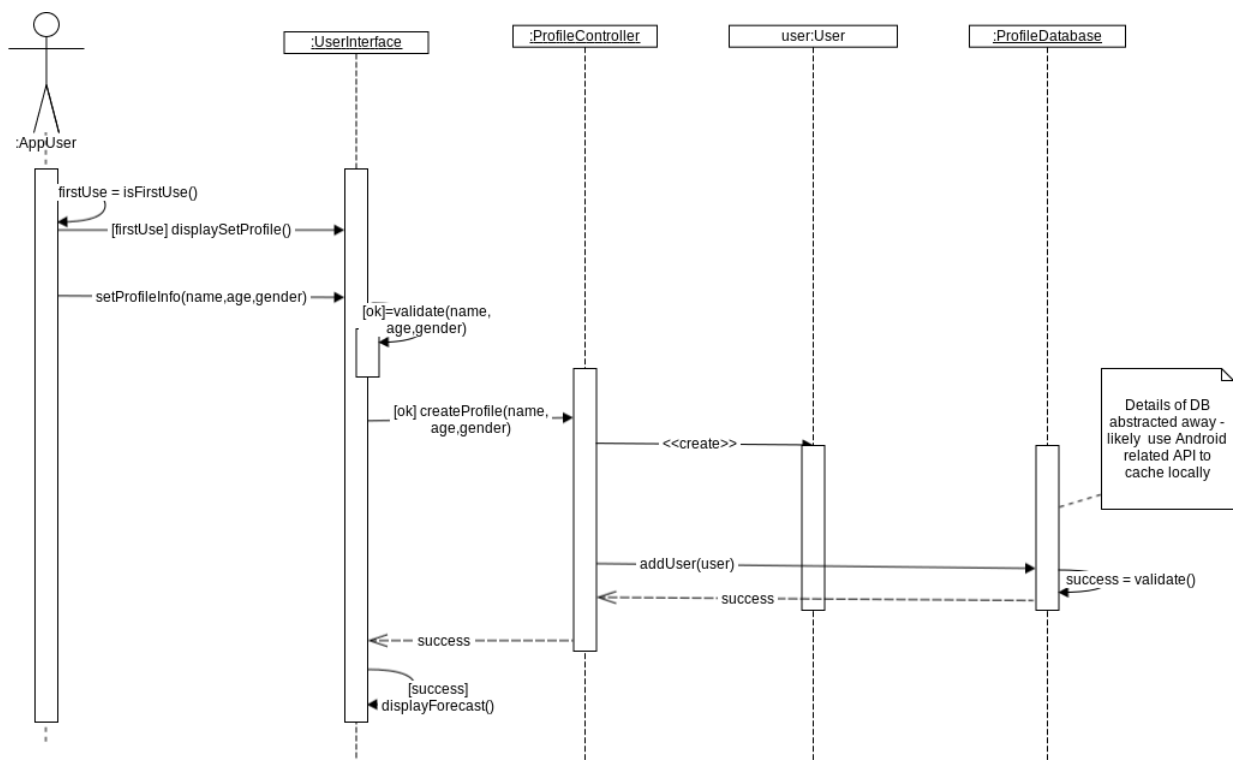 :UserInterface
:ProfileController
user:User
:ProfileDatabase
:AppUser
firstUse = isFirstUse()
[firstUse] displaySetProfile()
setProfileInfo(name,age,gender)
[ok]=validate(name,
age,gender)
[ok] createProfile(name,
age,gender)
<<create>>
Details of DB
abstracted away -
likely use Android
related API to
cache locally
addUser(user)
success = validate()
success
success
[success]
displayForecast()